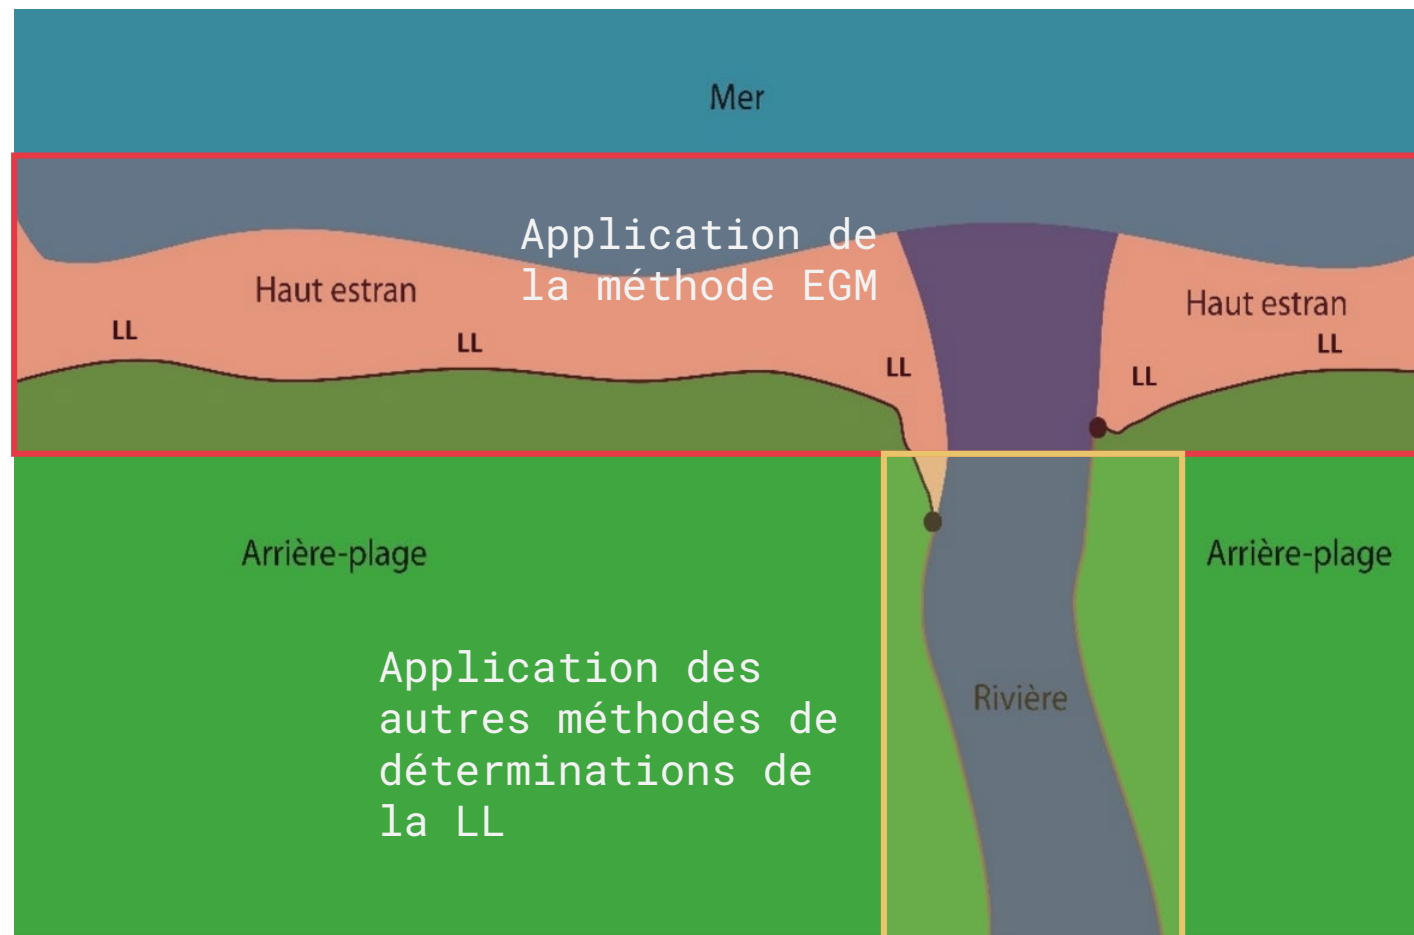 Mer
Application de
la méthode EGM
Haut estran
Haut estran
LL
LL
LL
LL
LL
Arrière-plage
Arrière-plage
Application des
autres méthodes de
déterminations de
la LL
Rivière